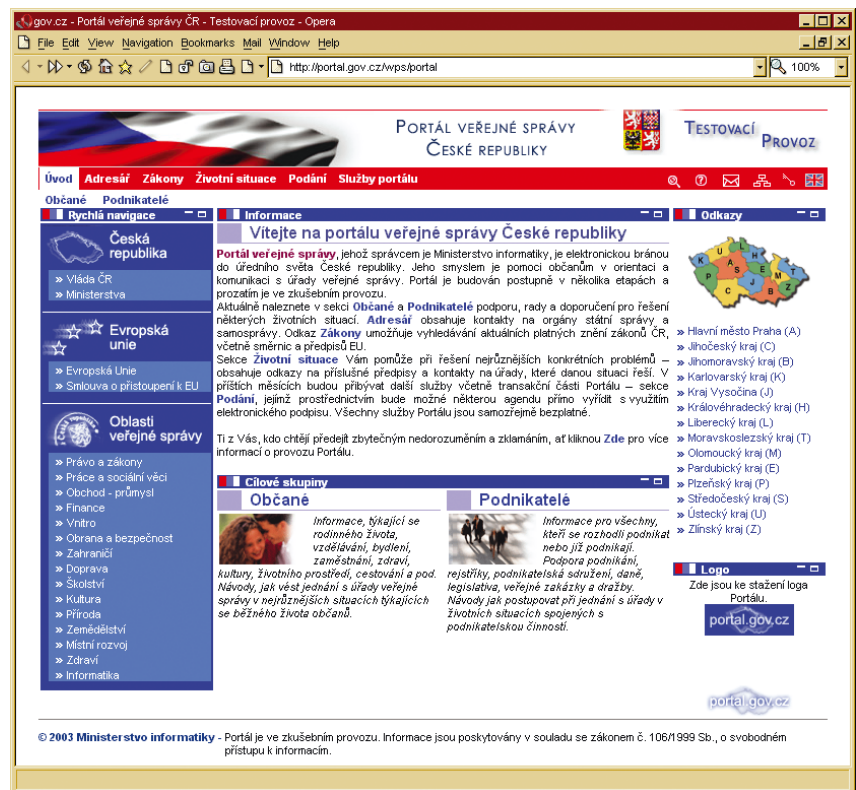 gov.cz - Portál veřejné správy ČR - Testovací provoz - Opera
File Edit View Navigation Bookmarks Mail Window Help
http://portal.gov.cz/wps/portal
100%
PORTÁL VEŘEJNÉ SPRÁVY
ČESKÉ REPUBLIKY
TESTOVACÍ
PROVOZ
Úvod Adresář Zákony Životní situace Podání Služby portálu
Občané Podnikatelé
Rychlá navigace
Česká
republika
» Vláda ČR
» Ministerstva
Evropská
unie
» Evropská Unie
» Smlouva o přistoupení k EU
Oblasti
veřejné správy
» Právo a zákony
» Práce a sociální věci
» Obchod - průmysl
» Finance
» Vnitro
» Obrana a bezpečnost
» Zahraničí
» Doprava
» Školství
» Kultura
» Příroda
» Zemědělství
» Místní rozvoj
» Zdraví
» Informatika
Informace
Vítejte na portálu veřejné správy České republiky
Portál veřejné správy, jehož správcem je Ministerstvo informatiky, je elektronickou bránou
do úředního světa České republiky. Jeho smyslem je pomoci občanům v orientaci a
komunikaci s úřady veřejné správy. Portál je budován postupně v několika etapách a
prozatím je ve zkušebním provozu.
Aktuálně naleznete v sekci Občané a Podnikatelé podporu, rady a doporučení pro řešení
některých životních situací. Adresář obsahuje kontakty na orgány státní správy a
samosprávy. Odkaz Zákony umožňuje vyhledávání aktuálních platných znění zákonů ČR,
včetně směrnic a předpisů EU.
Sekce Životní situace Vám pomůže při řešení nejrůznějších konkrétních problémů –
obsahuje odkazy na příslušné předpisy a kontakty na úřady, které danou situaci řeší. V
příštích měsících budou přibývat další služby včetně transakční části Portálu – sekce
Podání, jejímž prostřednictvím bude možné některou agendu přímo vyřídit s využitím
elektronického podpisu. Všechny služby Portálu jsou samozřejmě bezplatné.
Ti z Vás, kdo chtějí předejít zbytečným nedorozuměním a zklamáním, ať kliknou Zde pro více
informací o provozu Portálu.
Cílové skupiny
Občané
Informace, týkající se
rodinného života,
vzdělávání, bydlení,
zaměstnání, zdraví,
kultury, životního prostředí, cestování a pod.
Návody, jak vést jednání s úřady veřejné
správy v nejrůznějších situacích týkajících
se běžného života občanů.
Podnikatelé
Informace pro všechny,
kteří se rozhodli podnikat
nebo již podnikají.
Podpora podnikání,
rejstříky, podnikatelská sdružení, daně,
legislativa, veřejné zakázky a dražby.
Návody jak postupovat při jednání s úřady v
životních situacích spojených s
podnikatelskou činností.
Odkazy
K U L H P A S E M T C J B Z
» Hlavní město Praha (A)
» Jihočeský kraj (C)
» Jihomoravský kraj (B)
» Karlovarský kraj (K)
» Kraj Vysočina (J)
» Královéhradecký kraj (H)
» Liberecký kraj (L)
» Moravskoslezský kraj (T)
» Olomoucký kraj (M)
» Pardubický kraj (E)
» Plzeňský kraj (P)
» Středočeský kraj (S)
» Ústecký kraj (U)
» Zlínský kraj (Z)
Logo
Zde jsou ke stažení loga
Portálu.
portal.gov.cz
portal.gov.cz
© 2003 Ministerstvo informatiky - Portál je ve zkušebním provozu. Informace jsou poskytovány v souladu se zákonem č. 106/1999 Sb., o svobodném
přístupu k informacím.